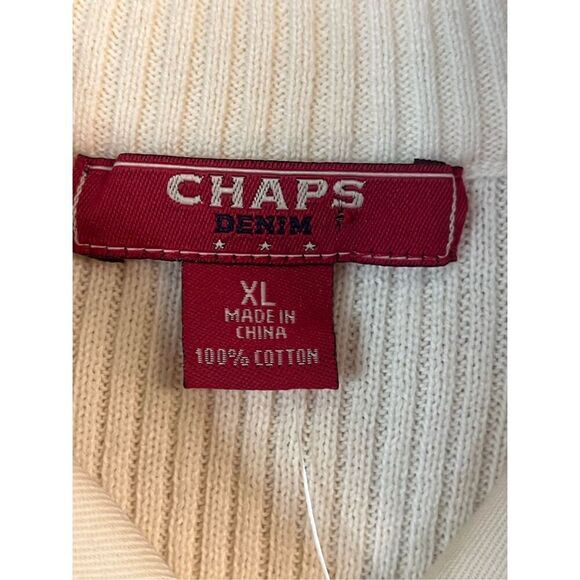 CHAPS
DENIM
XL
MADE IN
CHINA
100% COTTON